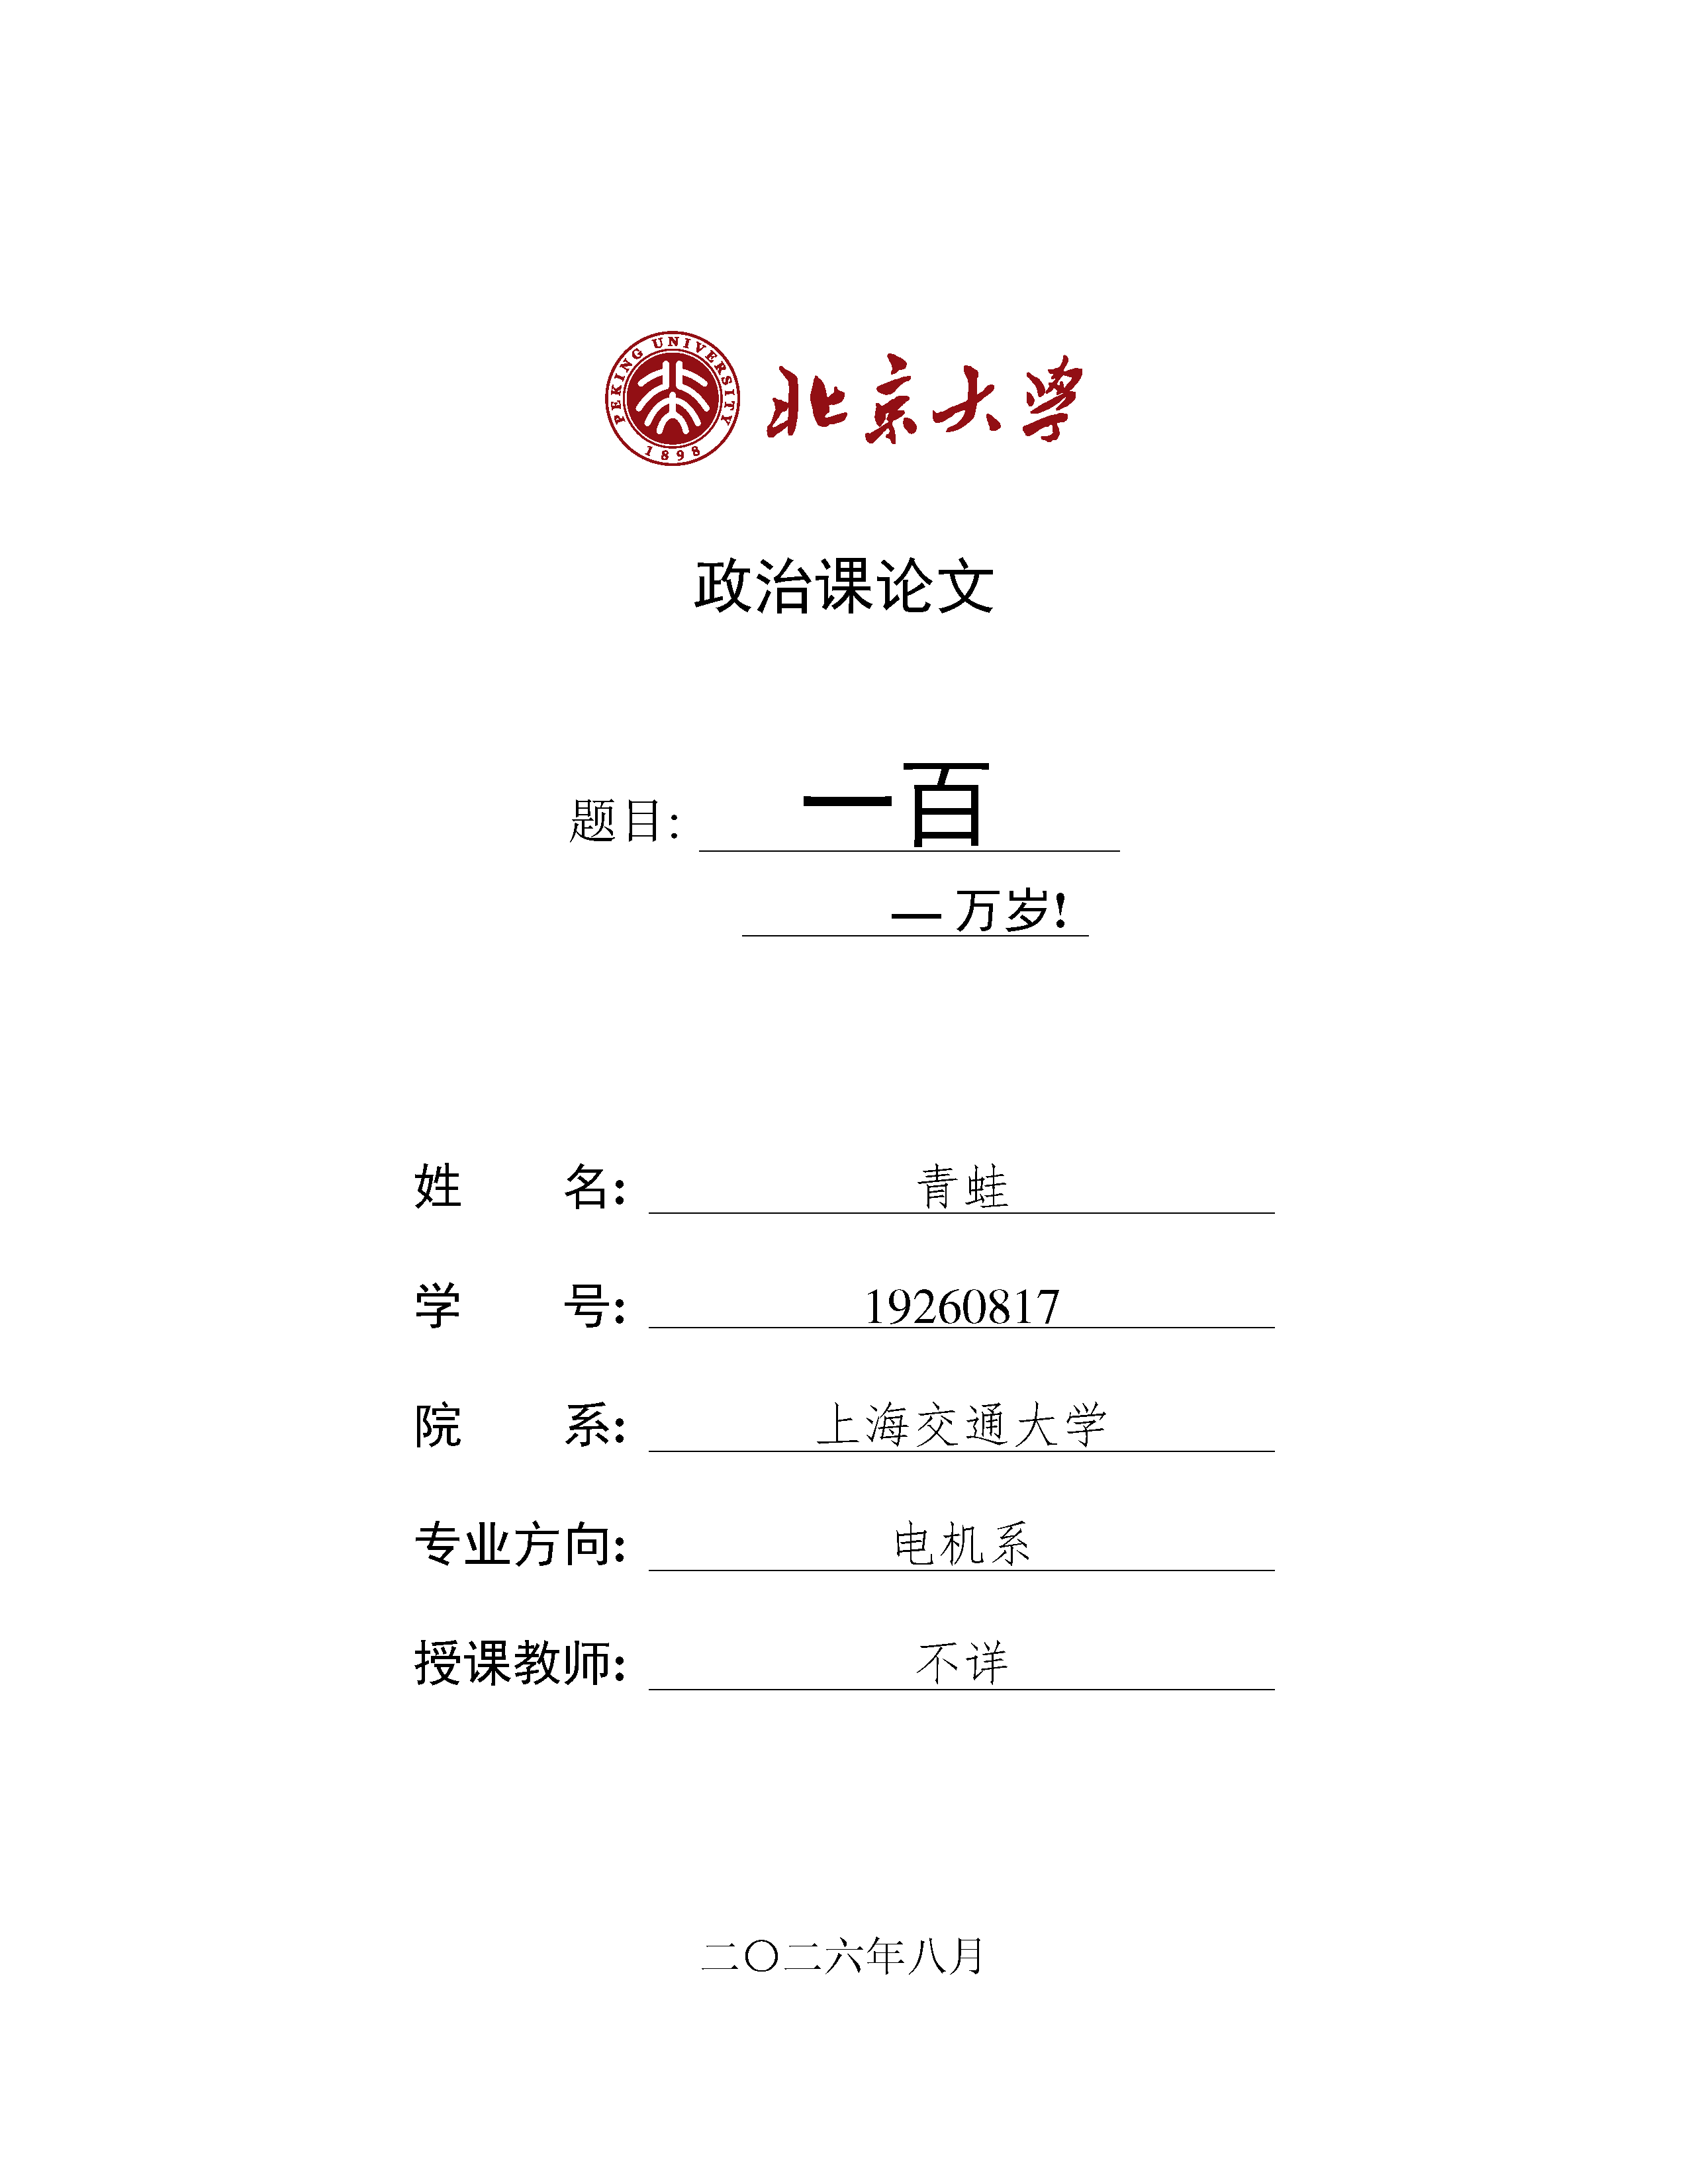 PEKING UNIVERSITY
1898
北京大学
政治课论文
题目: 一百
— 万岁!
姓 名: 青蛙
学 号: 19260817
院 系: 上海交通大学
专业方向: 电机系
授课教师: 不详
二〇二六年八月